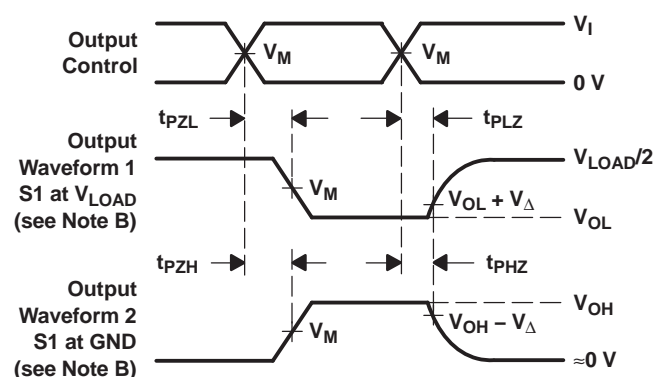 Output
Control
V_M
V_M
V_I
0 V
t_PZL
t_PLZ
Output
Waveform 1
S1 at V_LOAD
(see Note B)
V_M
V_LOAD/2
V_OL + V_Δ
V_OL
t_PZH
t_PHZ
Output
Waveform 2
S1 at GND
(see Note B)
V_M
V_OH
V_OH − V_Δ
≈0 V